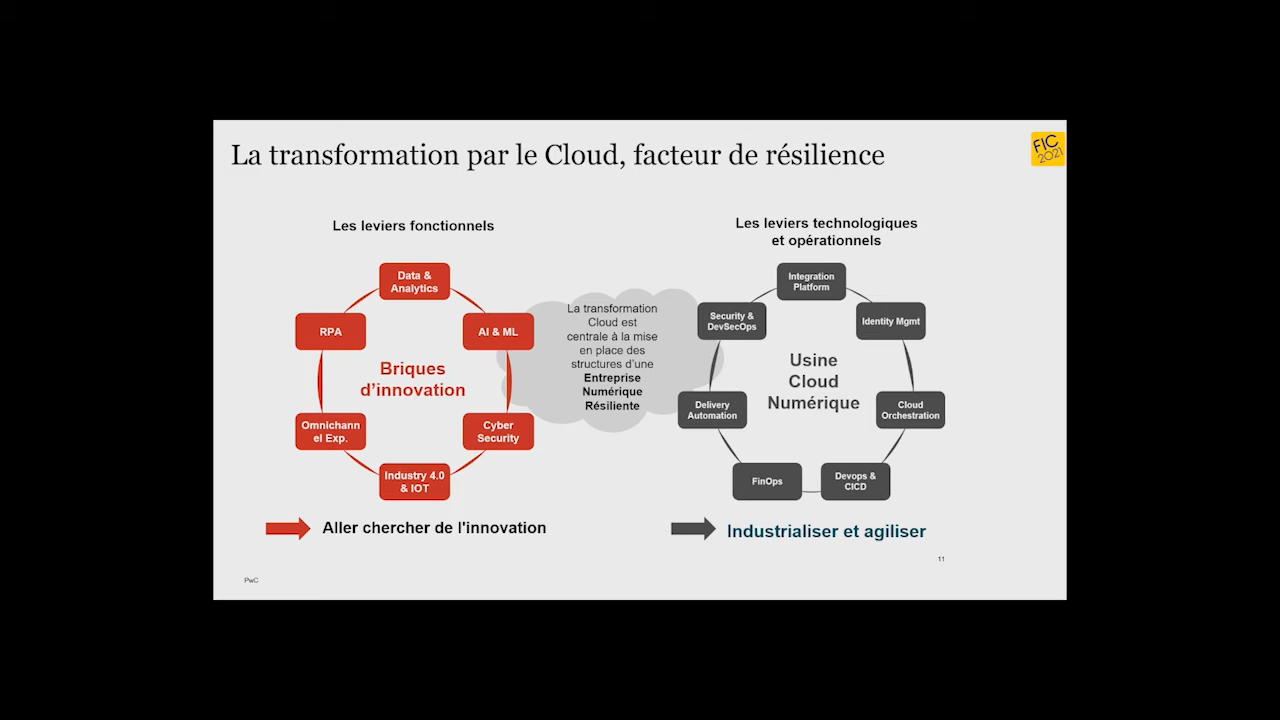 La transformation par le Cloud, facteur de résilience
FIC
2021
Les leviers fonctionnels
Data &
Analytics
RPA
AI & ML
Briques
d’innovation
Omnichann
el Exp.
Cyber
Security
Industry 4.0
& IOT
Aller chercher de l'innovation
La transformation
Cloud est
centrale à la mise
en place des
structures d’une
Entreprise
Numérique
Résiliente
Les leviers technologiques
et opérationnels
Integration
Platform
Security &
DevSecOps
Identity Mgmt
Usine
Cloud
Numérique
Delivery
Automation
Cloud
Orchestration
FinOps
Devops &
CICD
Industrialiser et agiliser
11
PwC